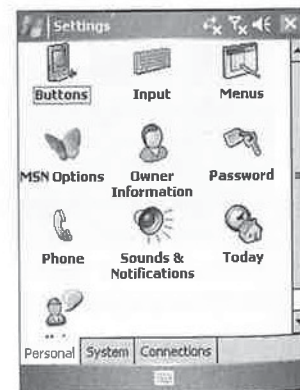 Settings
Buttons Input Menus
MSN Options Owner Information Password
Phone Sounds & Notifications Today
Personal System Connections